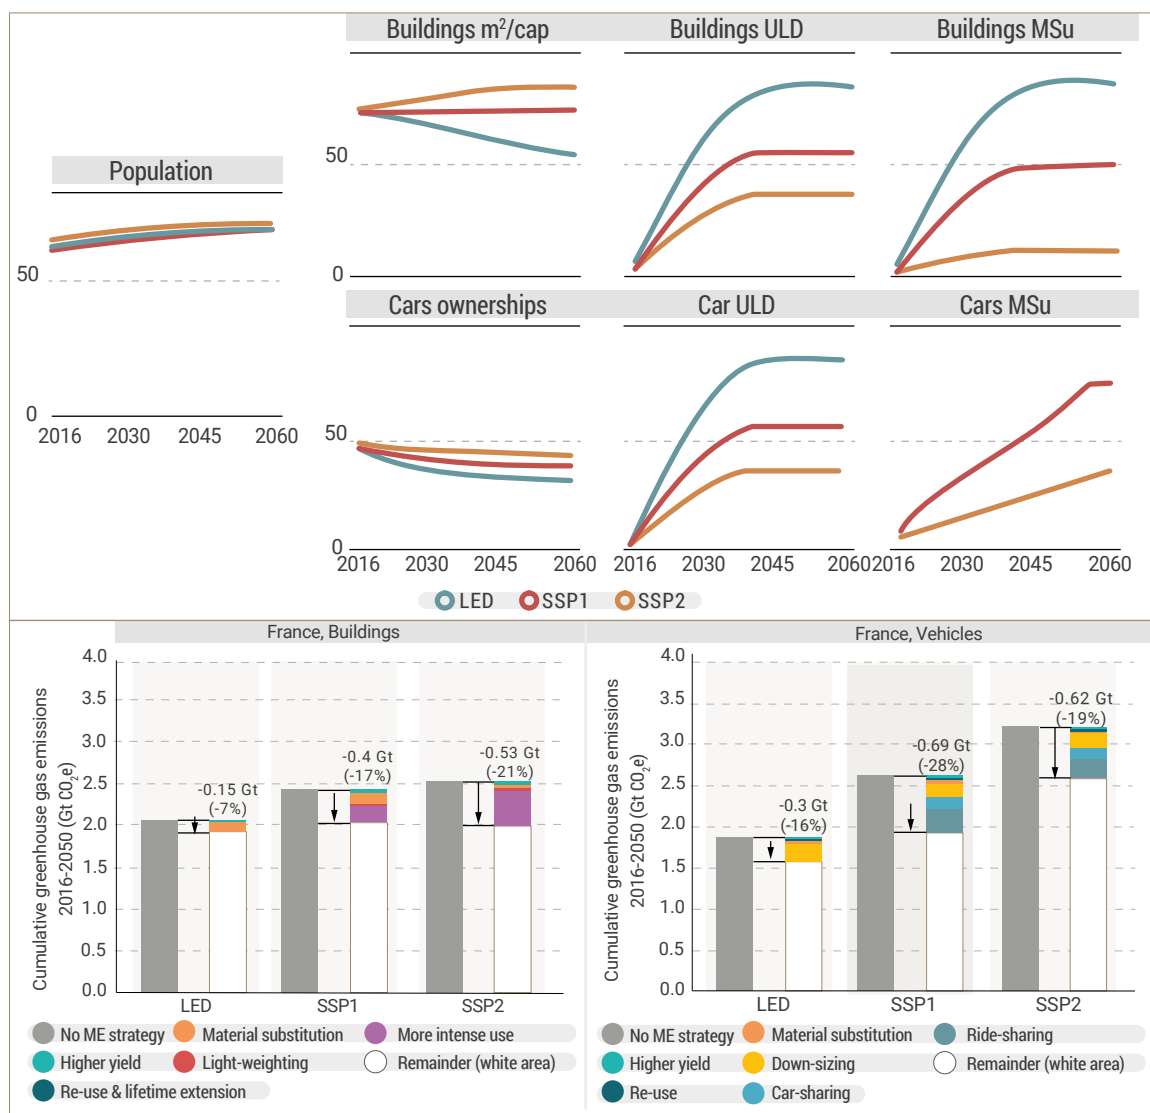 Buildings m²/cap
Buildings ULD
Buildings MSu
50
0
Population
50
0
2016 2030 2045 2060
Cars ownerships
Car ULD
Cars MSu
50
0
2016 2030 2045 2060
2016 2030 2045 2060
2016 2030 2045 2060
LED SSP1 SSP2
France, Buildings
Cumulative greenhouse gas emissions
2016-2050 (Gt CO₂e)
4.0
3.5
3.0
2.5
2.0
1.5
1.0
0.5
0.0
-0.15 Gt
(-7%)
-0.4 Gt
(-17%)
-0.53 Gt
(-21%)
LED SSP1 SSP2
No ME strategy Material substitution More intense use
Higher yield Light-weighting Remainder (white area)
Re-use & lifetime extension
France, Vehicles
Cumulative greenhouse gas emissions
2016-2050 (Gt CO₂e)
4.0
3.5
3.0
2.5
2.0
1.5
1.0
0.5
0.0
-0.3 Gt
(-16%)
-0.69 Gt
(-28%)
-0.62 Gt
(-19%)
LED SSP1 SSP2
No ME strategy Material substitution Ride-sharing
Higher yield Down-sizing Remainder (white area)
Re-use Car-sharing